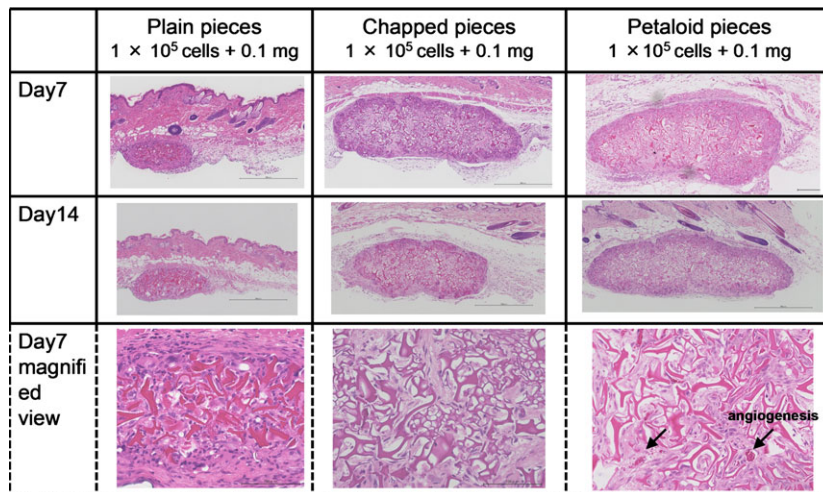 Plain pieces
1 × 10⁵ cells + 0.1 mg
Chapped pieces
1 × 10⁵ cells + 0.1 mg
Petaloid pieces
1 ×10⁵ cells + 0.1 mg
Day7
Day14
Day7
magnifi
ed
view
angiogenesis